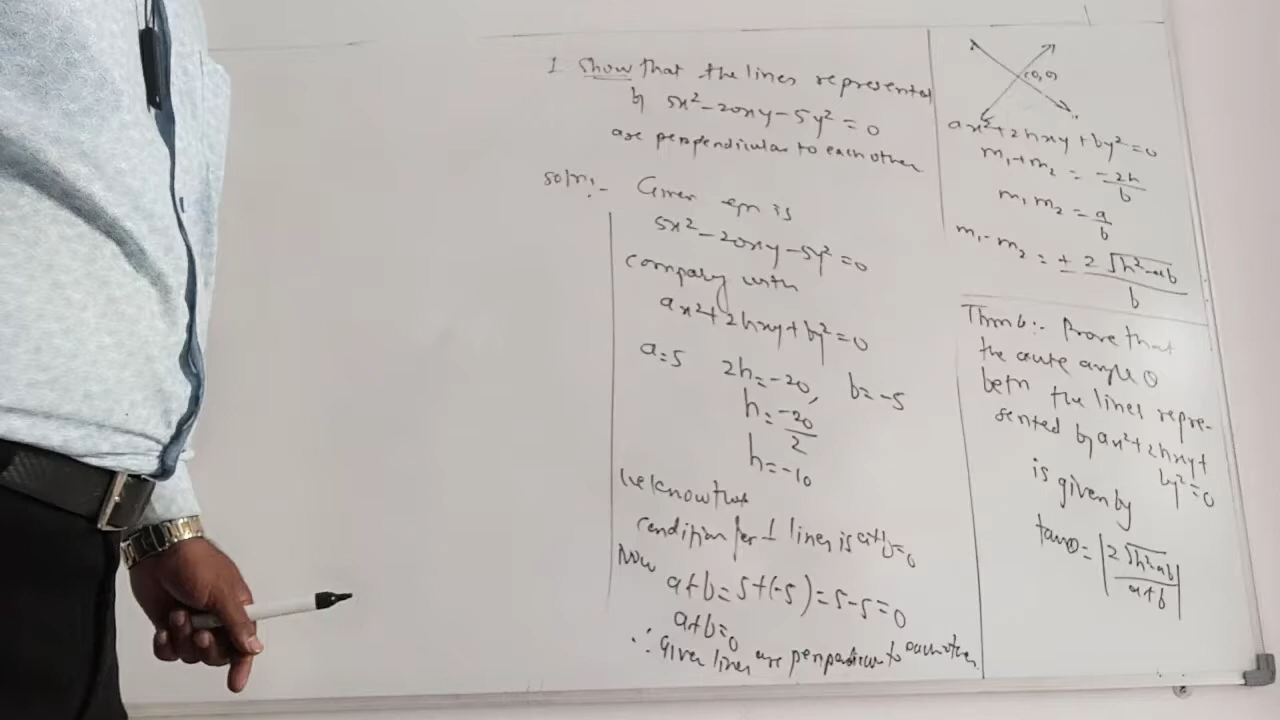 1 Show that the lines represented
by 5x²-20xy-5y²=0
are perpendicular to each other
soln:- Given eqn is
5x²-20xy-5y²=0
compary with
ax²+2hxy+by²=0
a=5 2h=-20, b=-5
h=-20/2
h=-10
we know that
condition for ⊥ lines is a+b=0
Now a+b=5+(-5)=5-5=0
a+b=0
∴ Given lines are perpendicular to each other
(0,0)
ax²+2hxy+by²=0
m₁+m₂=-2h/b
m₁m₂=a/b
m₁-m₂=±2√h²-ab/b
Thm 6:- Prove that
the acute angle θ
betn the lines repre-
sented by ax²+2hxy+
by²=0
is given by
tanθ=|2√h²-ab/a+b|